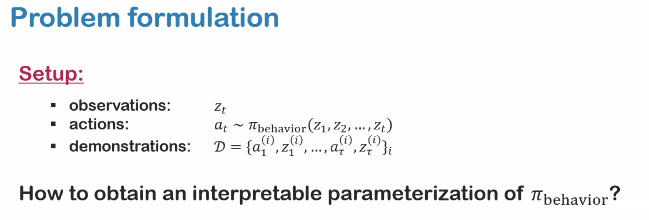 Problem formulation
Setup:
▪ observations: z_t
▪ actions: a_t ~ π_behavior(z_1, z_2, ..., z_t)
▪ demonstrations: 𝒟 = {a_1^(i), z_1^(i), ..., a_τ^(i), z_τ^(i)}_i
How to obtain an interpretable parameterization of π_behavior?